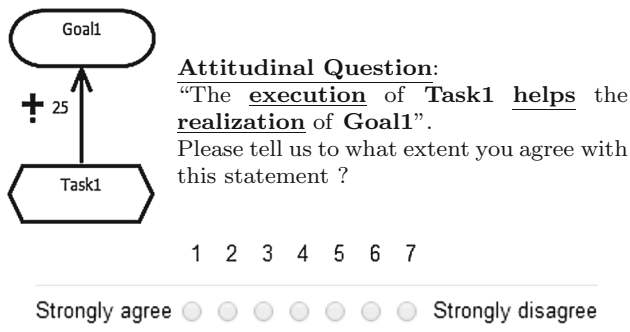 Goal1
25
Task1
Attitudinal Question:
“The execution of Task1 helps the
realization of Goal1”.
Please tell us to what extent you agree with
this statement ?
1 2 3 4 5 6 7
Strongly agree Strongly disagree